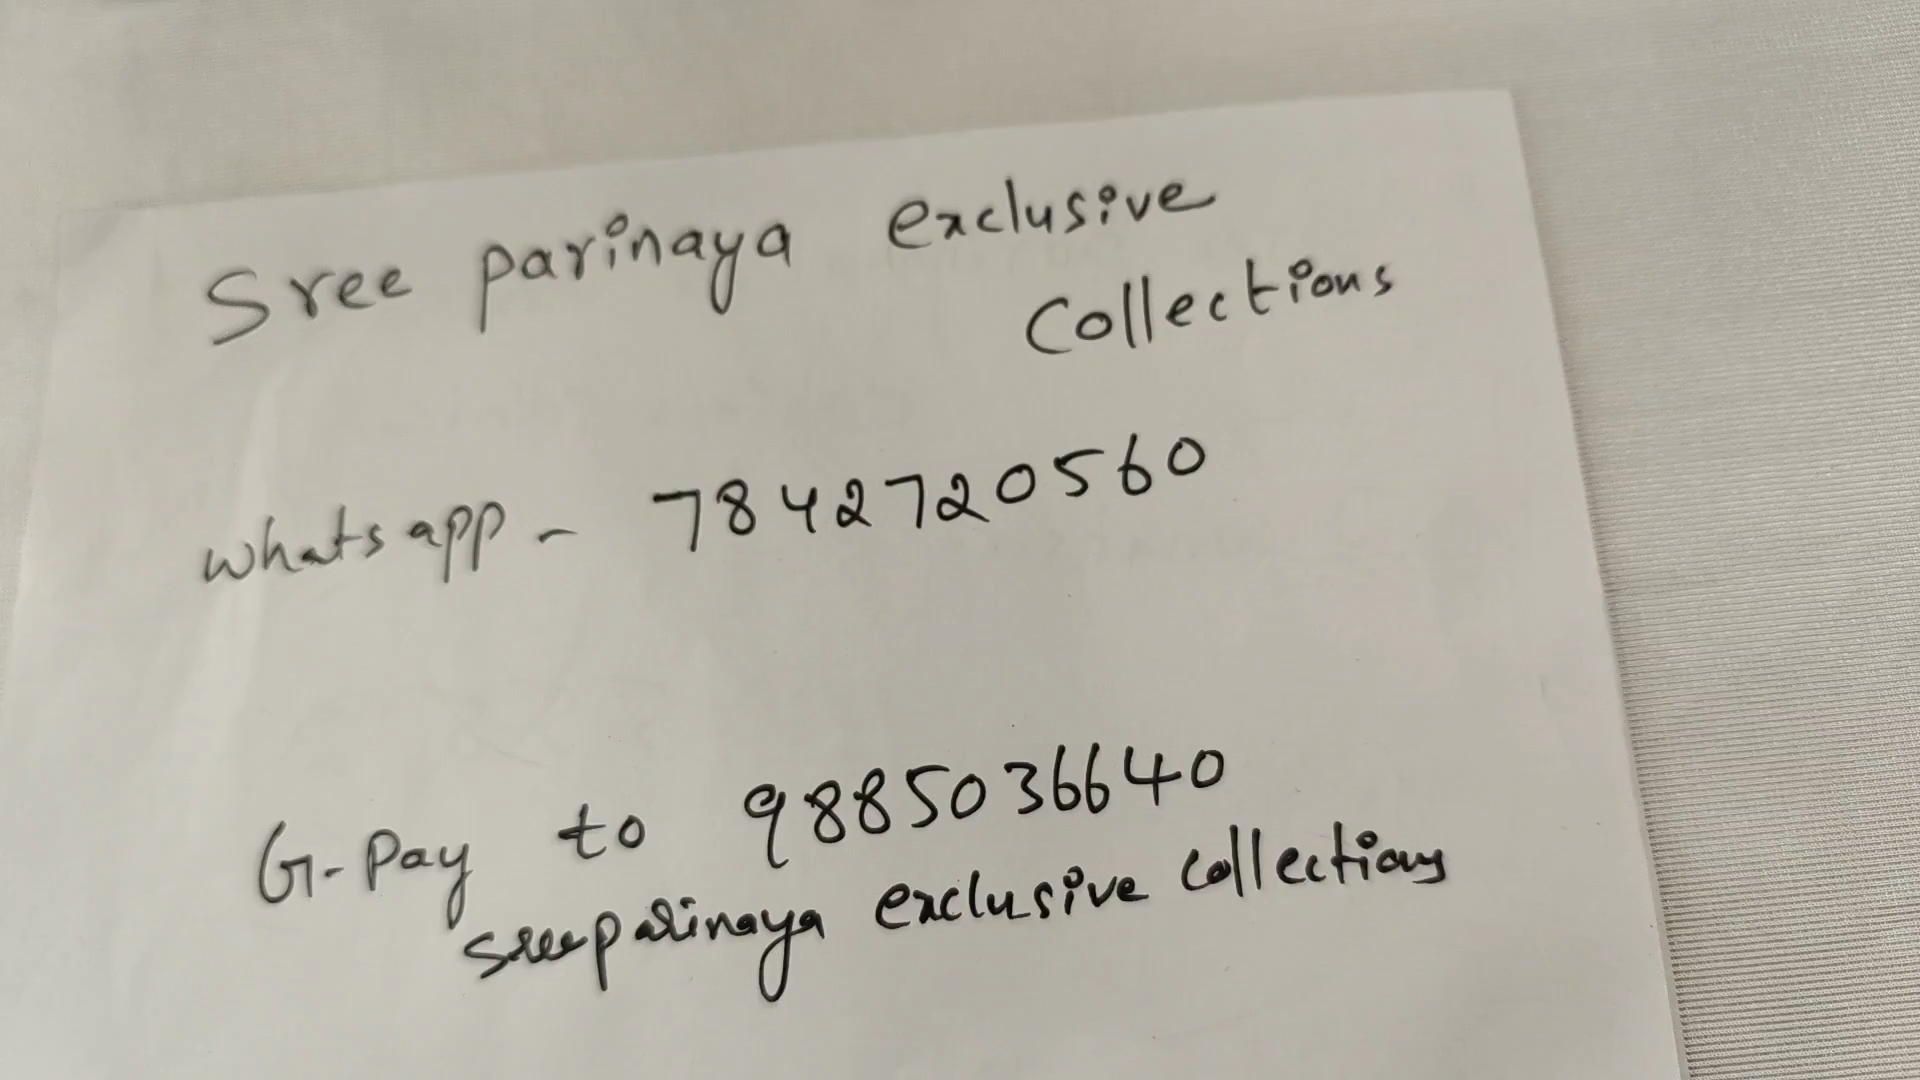 Sree parinaya exclusive
Collections
whatsapp - 7842720560
G-Pay to 9885036640
sreeparinaya exclusive collections